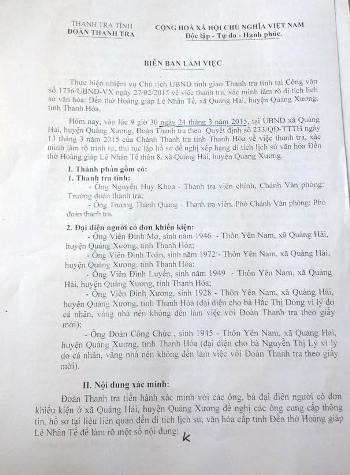 THANH TRA TỈNH
ĐOÀN THANH TRA
CỘNG HOÀ XÃ HỘI CHỦ NGHĨA VIỆT NAM
Độc lập - Tự do - Hạnh phúc.
BIÊN BẢN LÀM VIỆC
Thực hiện nhiệm vụ Chủ tịch UBND tỉnh giao Thanh tra tỉnh tại Công văn
số 1736/UBND-VX ngày 27/02/2015 về việc thanh tra, xác minh làm rõ di tích lịch
sử văn hóa: Đền thờ Hoàng giáp Lê Nhân Tế, xã Quảng Hải, huyện Quảng Xương,
tỉnh Thanh Hóa.
Hôm nay, vào lúc 9 giờ 30 ngày 24 tháng 3 năm 2015, tại UBND xã Quảng
Hải, huyện Quảng Xương, Đoàn Thanh tra theo Quyết định số 233/QĐ-TTTH ngày
13 tháng 3 năm 2015 của Chánh Thanh tra tỉnh Thanh Hóa về việc thanh tra, xác
minh làm rõ trình tự, thủ tục lập hồ sơ đề nghị xếp hạng di tích lịch sử văn hóa Đền
thờ Hoàng giáp Lê Nhân Tế thôn 8, xã Quảng Hải, huyện Quảng Xương.
I. Thành phần gồm có:
1. Thanh tra tỉnh:
- Ông Nguyễn Huy Khoa - Thanh tra viên chính, Chánh Văn phòng:
Trưởng đoàn thanh tra;
- Ông Trương Thành Quang - Thanh tra viên, Phó Chánh Văn phòng: Phó
đoàn thanh tra.
2. Đại diện người có đơn khiếu kiện:
- Ông Viên Đình Mơ, sinh năm 1946 - Thôn Yên Nam, xã Quảng Hải,
huyện Quảng Xương, tỉnh Thanh Hóa;
- Ông Viên Đình Toán, sinh năm 1972 - Thôn Yên Nam, xã Quảng Hải,
huyện Quảng Xương, tỉnh Thanh Hóa;
- Ông Viên Đình Luyến, sinh năm 1949 - Thôn Yên Nam, xã Quảng
Hải, huyện Quảng Xương, tỉnh Thanh Hóa;
- Ông Viên Đình Xương, sinh 1928 - Thôn Yên Nam, xã Quảng Hải,
huyện Quảng Xương, tỉnh Thanh Hóa (đại diện cho bà Hắc Thị Dòng vì lý do
cá nhân, vắng nhà nên không đến làm việc với Đoàn Thanh tra theo giấy
mời);
- Ông Đoàn Công Chức, sinh 1945 - Thôn Yên Nam, xã Quảng Hải,
huyện Quảng Xương, tỉnh Thanh Hóa (đại diện cho bà Nguyễn Thị Lý vì lý
do cá nhân, vắng nhà nên không đến làm việc với Đoàn Thanh tra theo giấy
mời).
II. Nội dung xác minh:
Đoàn Thanh tra tiến hành xác minh với các ông, bà đại diện người có đơn
khiếu kiện ở xã Quảng Hải, huyện Quảng Xương đề nghị các ông cung cấp thông
tin, hồ sơ tại liệu liên quan đến di tích lịch sử, văn hóa cấp tỉnh Đền thờ Hoàng giáp
Lê Nhân Tế để làm rõ một số nội dung: